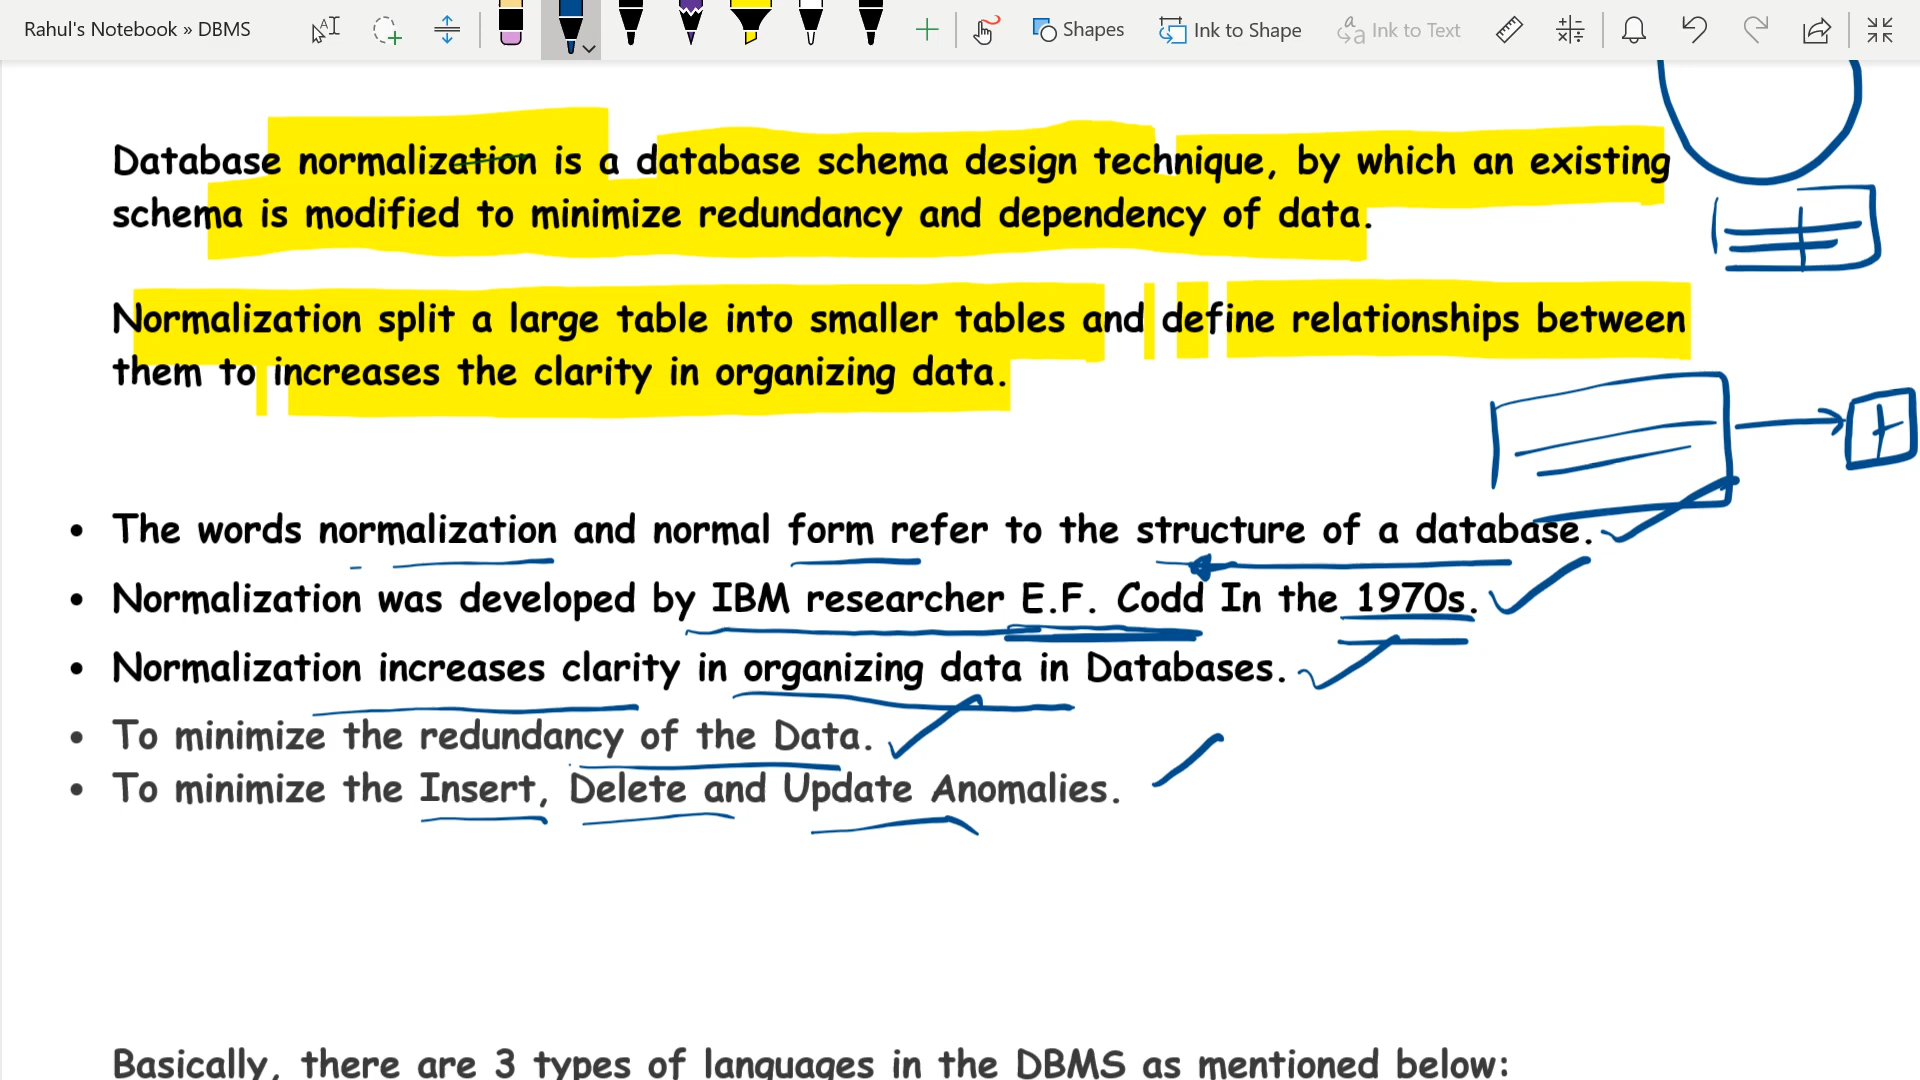 Rahul's Notebook » DBMS
Shapes
Ink to Shape
Ink to Text
Database normalization is a database schema design technique, by which an existing
schema is modified to minimize redundancy and dependency of data.
Normalization split a large table into smaller tables and define relationships between
them to increases the clarity in organizing data.
• The words normalization and normal form refer to the structure of a database.
• Normalization was developed by IBM researcher E.F. Codd In the 1970s.
• Normalization increases clarity in organizing data in Databases.
• To minimize the redundancy of the Data.
• To minimize the Insert, Delete and Update Anomalies.
Basically, there are 3 types of languages in the DBMS as mentioned below: